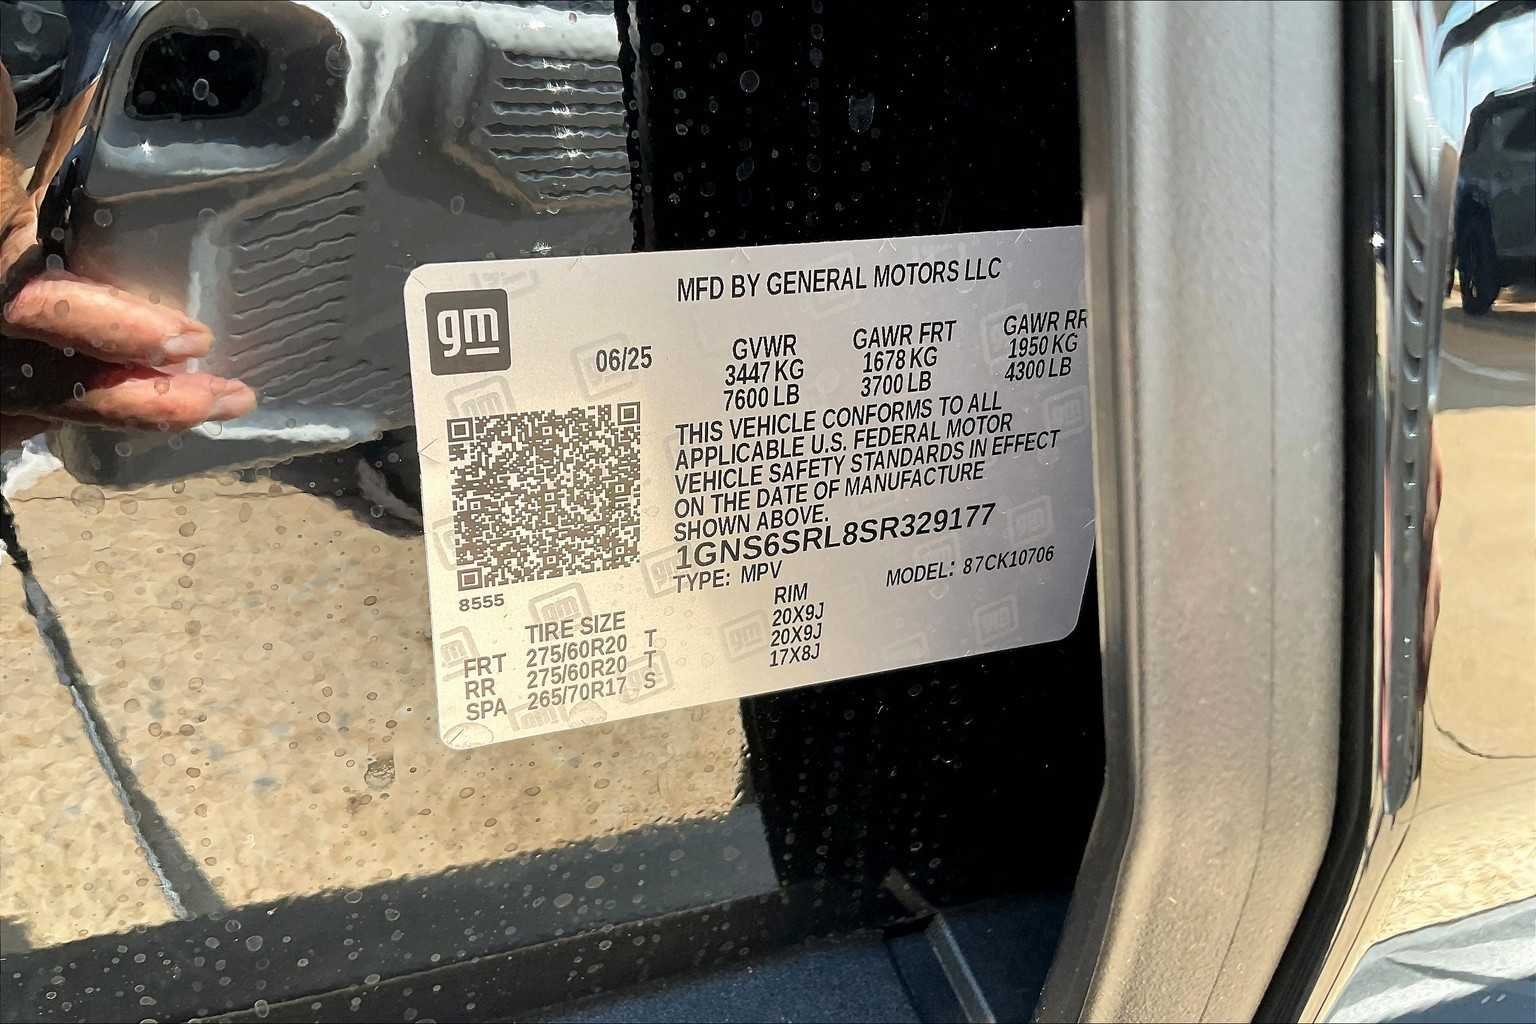 gm
MFD BY GENERAL MOTORS LLC
06/25
GVWR
3447 KG
7600 LB
GAWR FRT
1678 KG
3700 LB
GAWR RR
1950 KG
4300 LB
THIS VEHICLE CONFORMS TO ALL
APPLICABLE U.S. FEDERAL MOTOR
VEHICLE SAFETY STANDARDS IN EFFECT
ON THE DATE OF MANUFACTURE
SHOWN ABOVE.
1GNS6SRL8SR329177
TYPE: MPV MODEL: 87CK10706
8555
TIRE SIZE RIM
FRT 275/60R20 T 20X9J
RR 275/60R20 T 20X9J
SPA 265/70R17 S 17X8J